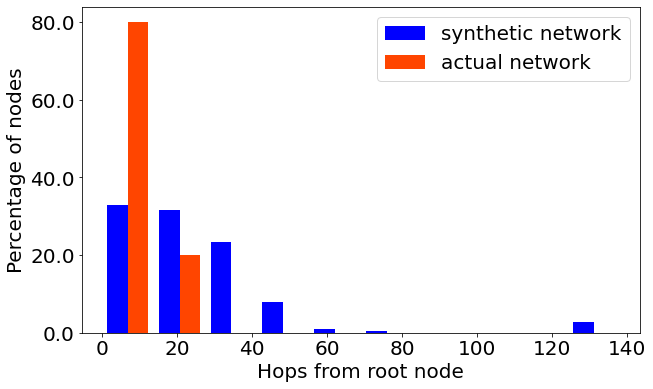 synthetic network
actual network
Percentage of nodes
80.0
60.0
40.0
20.0
0.0
0 20 40 60 80 100 120 140
Hops from root node